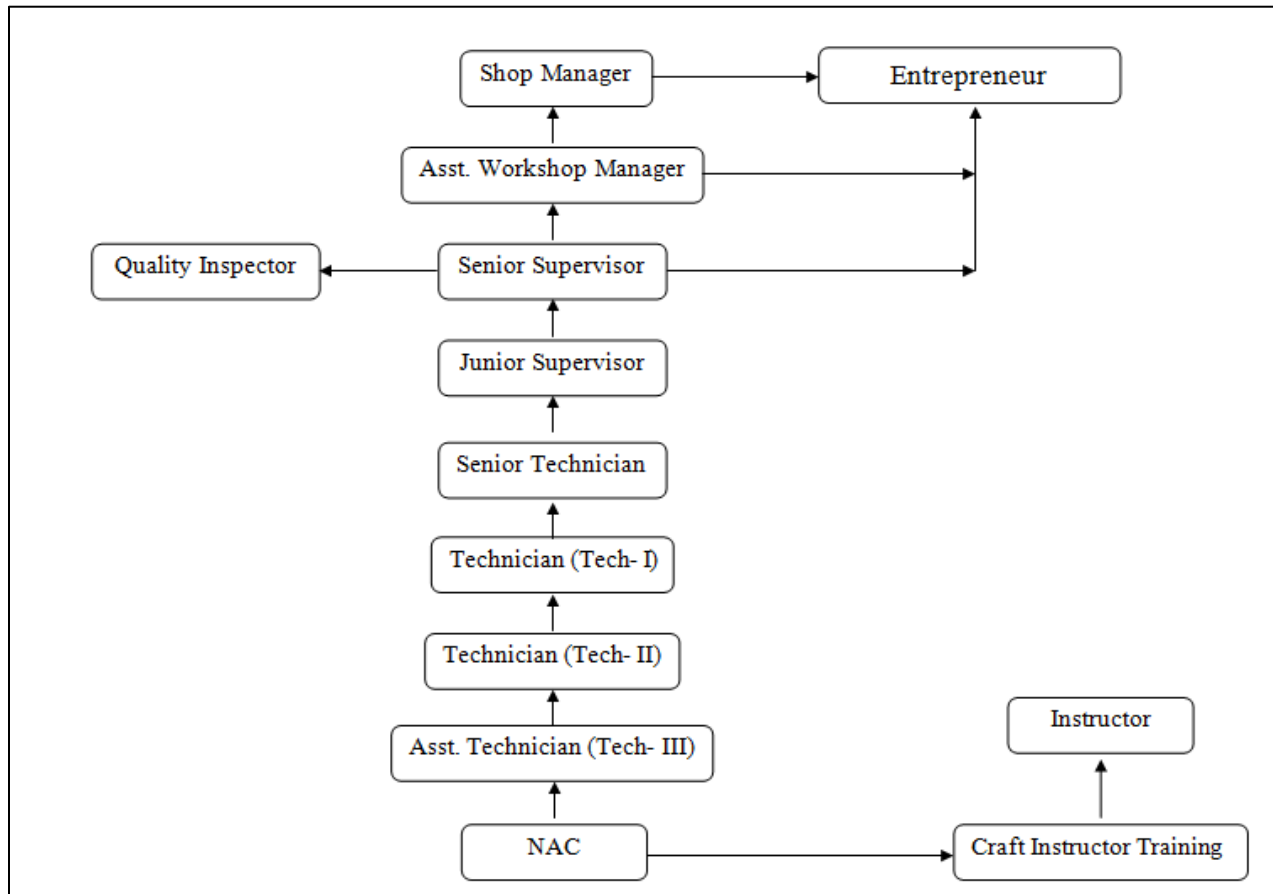 Shop Manager
Entrepreneur
Asst. Workshop Manager
Quality Inspector
Senior Supervisor
Junior Supervisor
Senior Technician
Technician (Tech- I)
Technician (Tech- II)
Instructor
Asst. Technician (Tech- III)
NAC
Craft Instructor Training